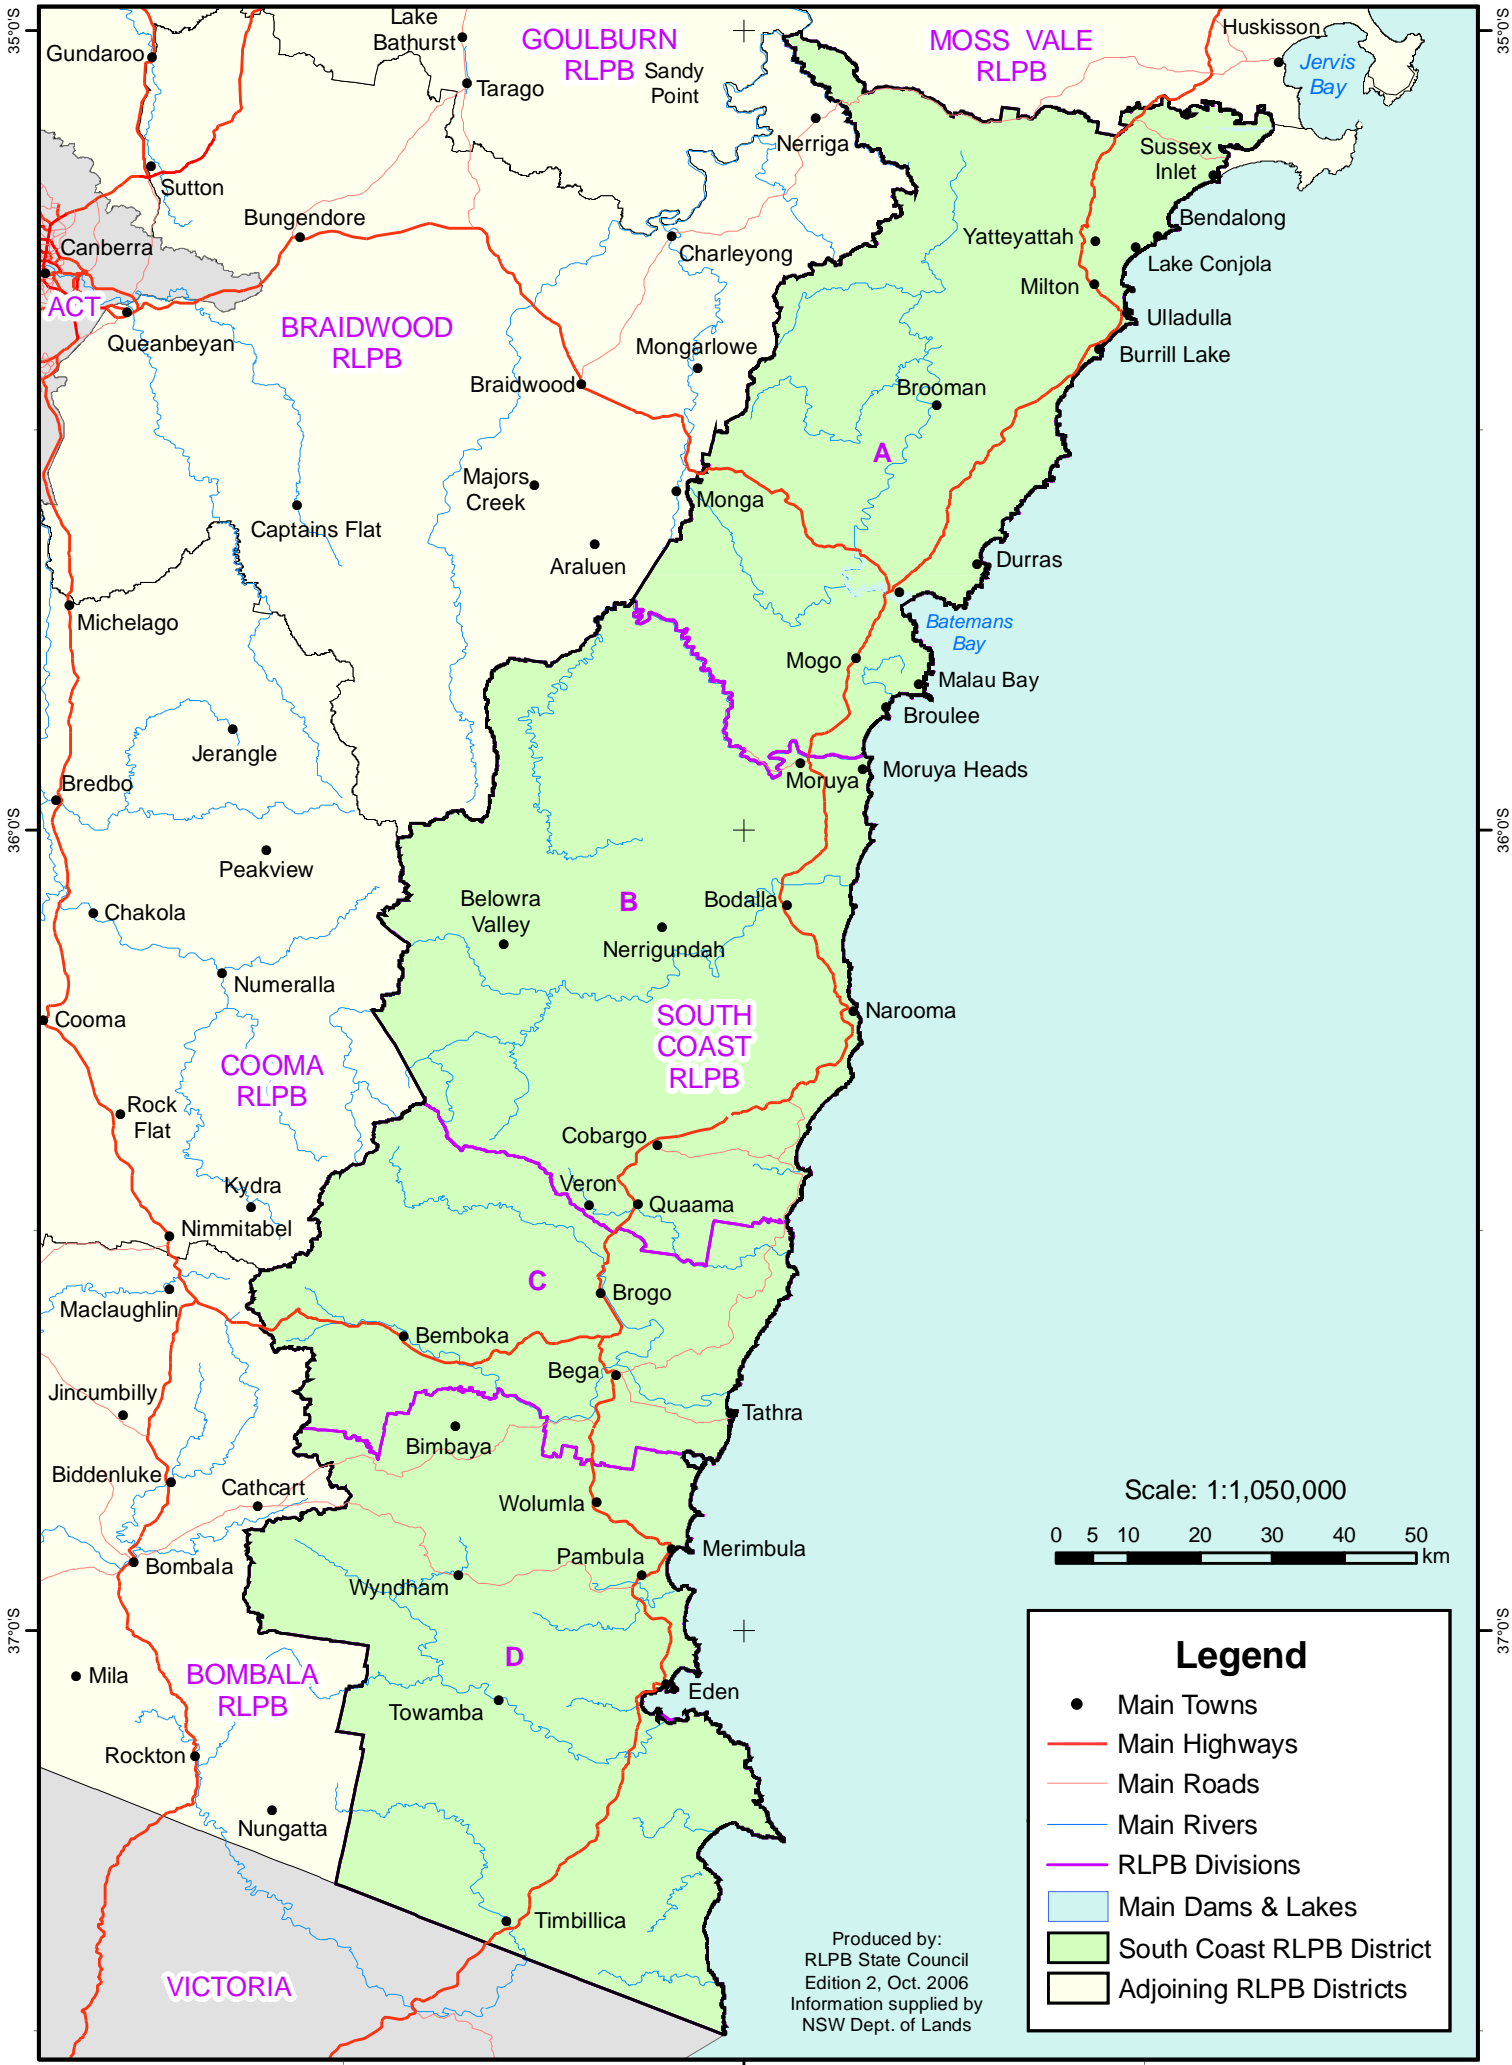 35°0'S
35°0'S
Gundaroo
Lake
Bathurst
Tarago
GOULBURN
RLPB
Sandy
Point
MOSS VALE
RLPB
Huskisson
Jervis
Bay
Nerriga
Sussex
Inlet
Sutton
Bungendore
Canberra
Charleyong
Yatteyattah
Bendalong
Lake Conjola
Milton
ACT
Queanbeyan
BRAIDWOOD
RLPB
Mongarlowe
Ulladulla
Burrill Lake
Braidwood
Brooman
A
Majors
Creek
Monga
Captains Flat
Araluen
Durras
Michelago
Batemans
Bay
Mogo
Malau Bay
Broulee
Jerangle
Moruya
Moruya Heads
Bredbo
36°0'S
36°0'S
Peakview
Chakola
Belowra
Valley
B
Bodalla
Nerrigundah
Numeralla
Cooma
SOUTH
COAST
RLPB
Narooma
COOMA
RLPB
Rock
Flat
Cobargo
Kydra
Veron
Quaama
Nimmitabel
C
Maclaughlin
Brogo
Bemboka
Bega
Jincumbilly
Tathra
Bimbaya
Biddenluke
Cathcart
Wolumla
Scale: 1:1,050,000
0 5 10 20 30 40 50
km
Bombala
Pambula
Merimbula
Wyndham
37°0'S
37°0'S
D
Mila
BOMBALA
RLPB
Eden
Towamba
Rockton
Nungatta
Timbillica
VICTORIA
Produced by:
RLPB State Council
Edition 2, Oct. 2006
Information supplied by
NSW Dept. of Lands
Legend
Main Towns
Main Highways
Main Roads
Main Rivers
RLPB Divisions
Main Dams & Lakes
South Coast RLPB District
Adjoining RLPB Districts